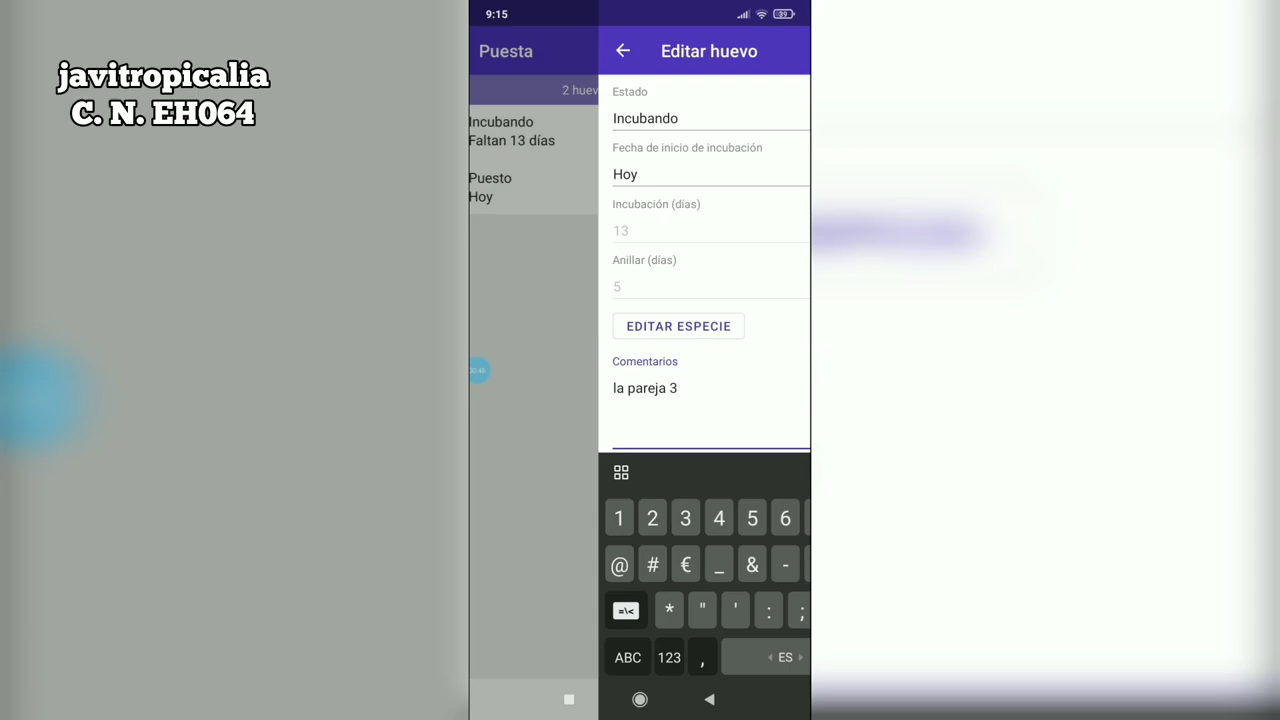 javitropicalia
C. N. EH064
9:15
39
Puesta
Editar huevo
2 huev
Incubando
Faltan 13 días
Puesto
Hoy
Estado
Incubando
Fecha de inicio de incubación
Hoy
Incubación (días)
13
Anillar (días)
5
EDITAR ESPECIE
Comentarios
la pareja 3
1 2 3 4 5 6
@ # € _ & -
=\< * " ' : ;
ABC 123 , ES